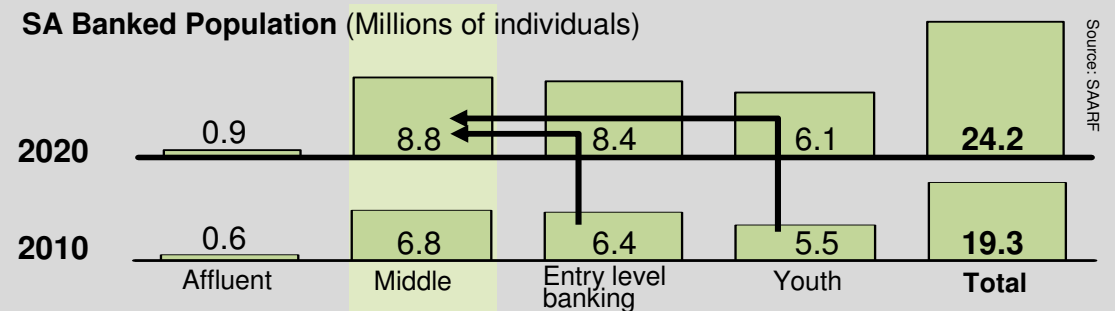 SA Banked Population (Millions of individuals)
Source: SAARF
2020 0.9 8.8 8.4 6.1 24.2
2010 0.6 6.8 6.4 5.5 19.3
Affluent Middle Entry level Youth Total
banking